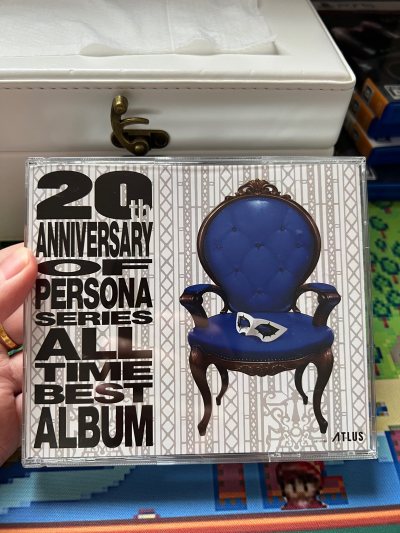 20th
ANNIVERSARY
OF
PERSONA
SERIES
ALL
TIME
BEST
ALBUM
ATLUS